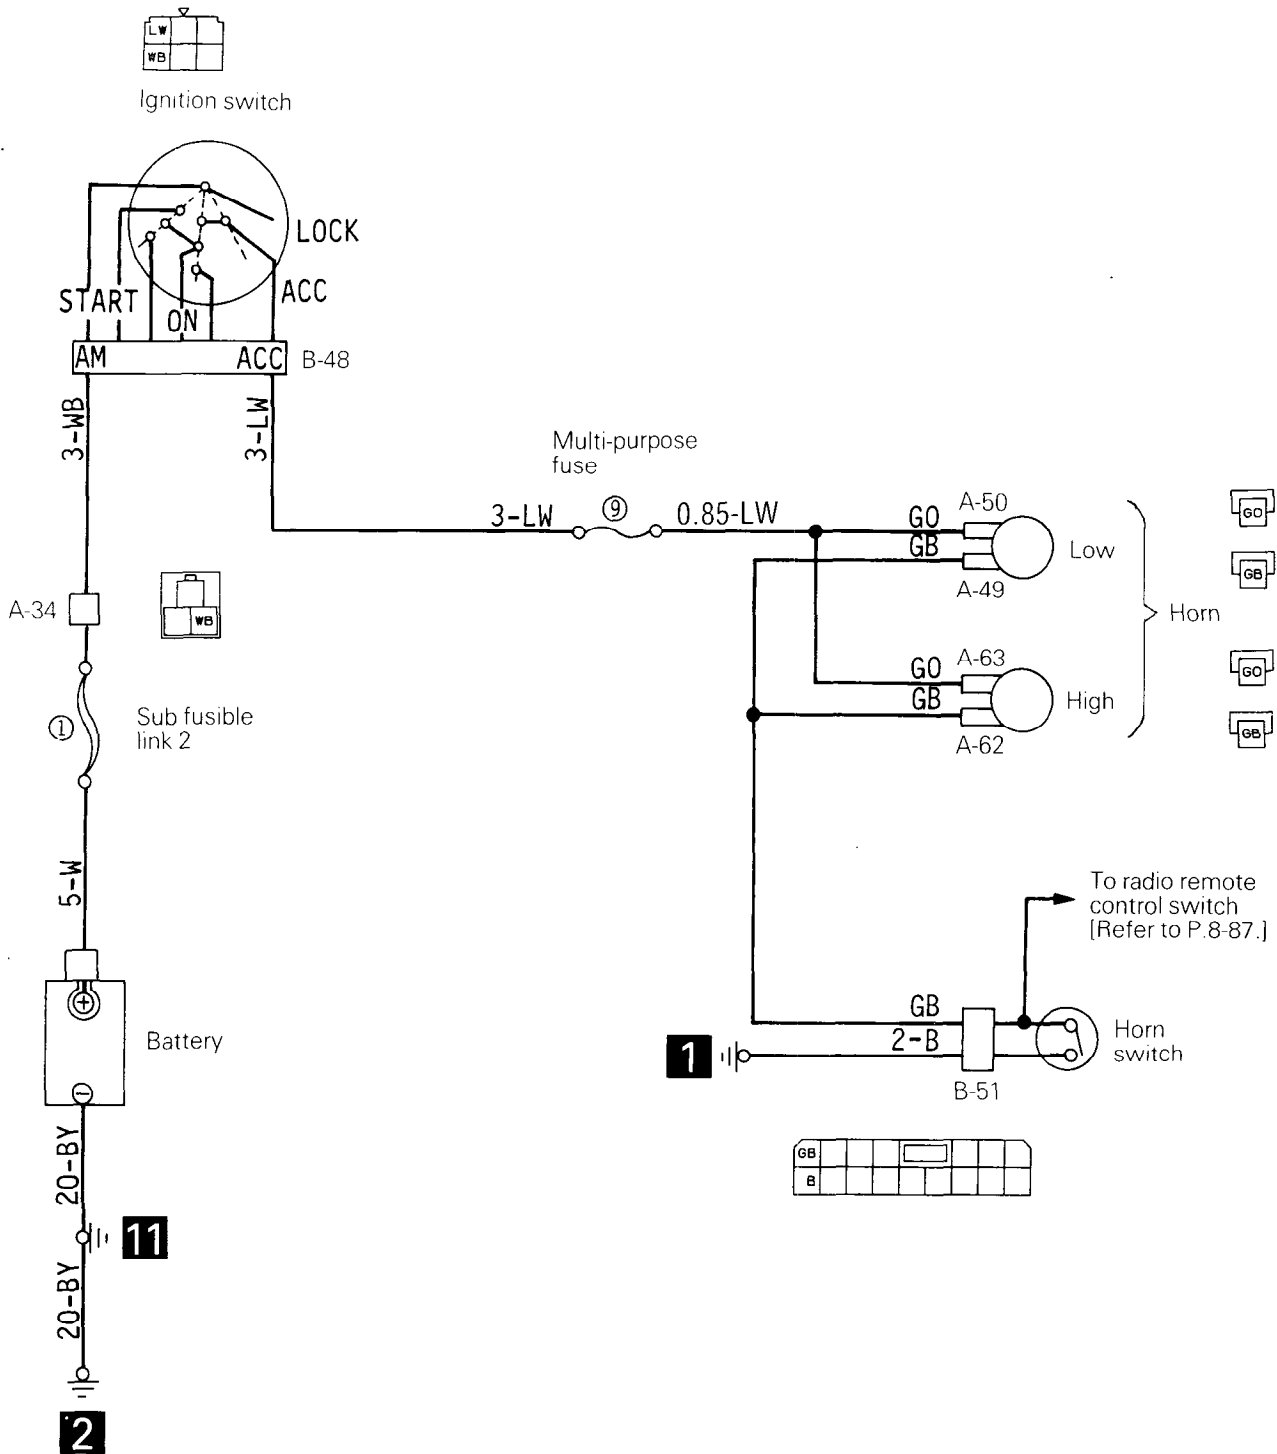 LW
WB
Ignition switch
LOCK
START
ACC
ON
AM
ACC
B-48
3-WB
3-LW
Multi-purpose
fuse
3-LW
9
0.85-LW
GO
A-50
GB
Low
A-49
GO
GB
Horn
A-34
WB
GO
A-63
GB
High
A-62
GO
GB
1
Sub fusible
link 2
5-W
To radio remote
control switch
[Refer to P.8-87.]
Battery
+
−
GB
2-B
1
B-51
Horn
switch
GB
B
20-BY
11
20-BY
2